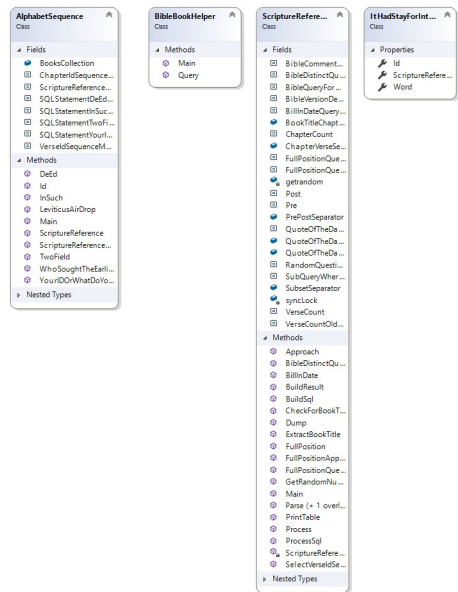 AlphabetSequence
Class
Fields
BooksCollection
ChapterIdSequence...
ScriptureReference...
SQLStatementDeEd...
SQLStatementInSuc...
SQLStatementTwoFi...
SQLStatementYourI...
VerseIdSequenceM...
Methods
DeEd
Id
InSuch
LeviticusAirDrop
Main
ScriptureReference
ScriptureReference...
TwoField
WhoSoughtTheEarli...
YourIDOrWhatDoYo...
Nested Types
BibleBookHelper
Class
Methods
Main
Query
ScriptureRefere...
Class
Fields
BibleComment...
BibleDistinctQu...
BibleQueryFor...
BibleVersionDe...
BillInDateQuery...
BookTitleChapt...
ChapterCount
ChapterVerseSe...
FullPositionQue...
FullPositionQue...
getrandom
Post
Pre
PrePostSeparator
QuoteOfTheDa...
QuoteOfTheDa...
QuoteOfTheDa...
RandomQuesti...
SubQueryWher...
SubsetSeparator
syncLock
VerseCount
VerseCountOld...
Methods
Approach
BibleDistinctQu...
BillInDate
BuildResult
BuildSql
CheckForBookT...
Dump
ExtractBookTitle
FullPosition
FullPositionApp...
FullPositionQue...
GetRandomNu...
Main
Parse (+ 1 overl...
PrintTable
Process
ProcessSql
ScriptureRefere...
SelectVerseIdSe...
Nested Types
ItHadStayForInt...
Class
Properties
Id
ScriptureRefere...
Word